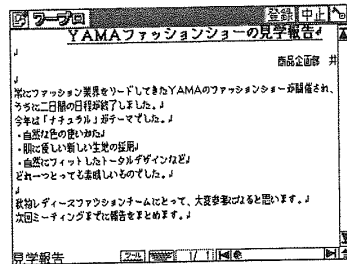 ワープロ 登録 中止
YAMAファッションショーの見学報告
商品企画部 井
常にファッション業界をリードしてきたYAMAのファッションショーが開催され、
うちに二日間の日程が終了しました。
今年は「ナチュラル」がテーマでした。
・自然な色の使いかた
・肌に優しい新しい生地の採用
・自然にフィットしたトータルデザインなど
どれ一つとっても素晴しいものでした。
秋物レディースファッションチームにとって、大変参考になると思います。
次回ミーティングまでに報告をまとめます。
見学報告 ツール 1/ 1